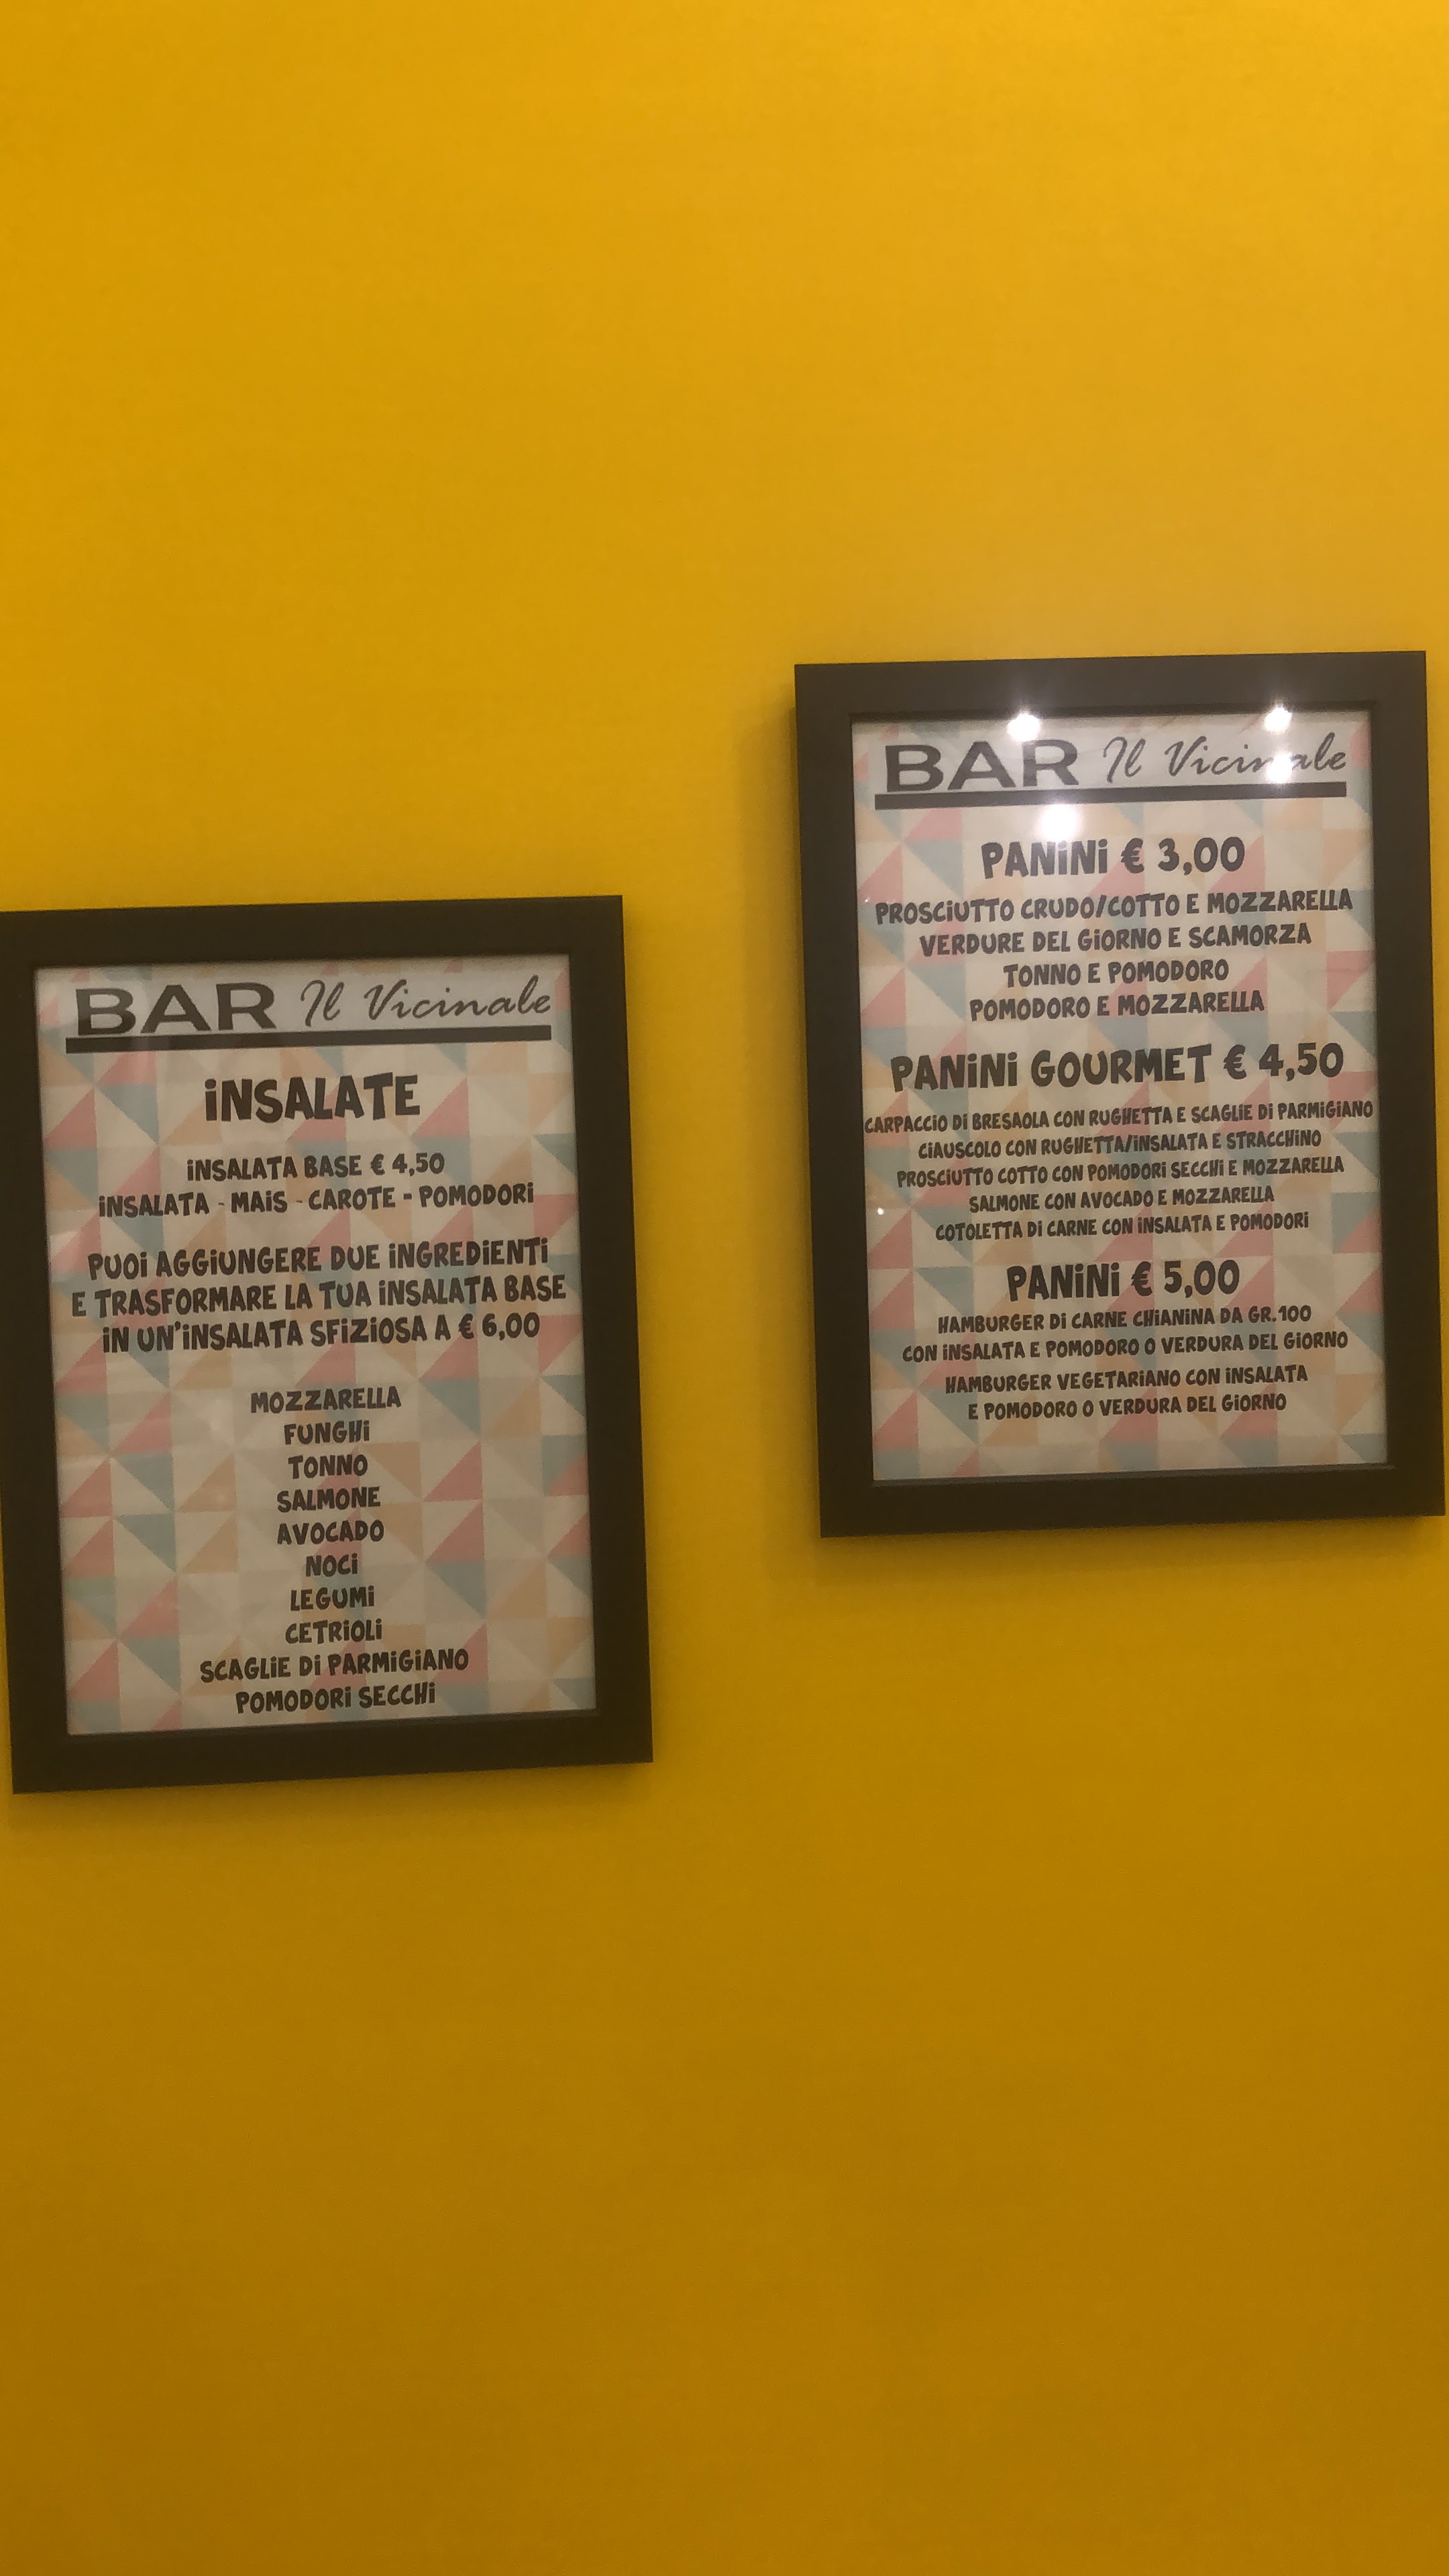 BAR Il Vicinale
INSALATE
INSALATA BASE € 4,50
INSALATA - MAIS - CAROTE - POMODORI
PUOI AGGIUNGERE DUE INGREDIENTI
E TRASFORMARE LA TUA INSALATA BASE
IN UN'INSALATA SFIZIOSA A € 6,00
MOZZARELLA
FUNGHI
TONNO
SALMONE
AVOCADO
NOCI
LEGUMI
CETRIOLI
SCAGLIE DI PARMIGIANO
POMODORI SECCHI
BAR Il Vicinale
PANINI € 3,00
PROSCIUTTO CRUDO/COTTO E MOZZARELLA
VERDURE DEL GIORNO E SCAMORZA
TONNO E POMODORO
POMODORO E MOZZARELLA
PANINI GOURMET € 4,50
CARPACCIO DI BRESAOLA CON RUGHETTA E SCAGLIE DI PARMIGIANO
CIAUSCOLO CON RUGHETTA/INSALATA E STRACCHINO
PROSCIUTTO COTTO CON POMODORI SECCHI E MOZZARELLA
SALMONE CON AVOCADO E MOZZARELLA
COTOLETTA DI CARNE CON INSALATA E POMODORI
PANINI € 5,00
HAMBURGER DI CARNE CHIANINA DA GR.100
CON INSALATA E POMODORO O VERDURA DEL GIORNO
HAMBURGER VEGETARIANO CON INSALATA
E POMODORO O VERDURA DEL GIORNO